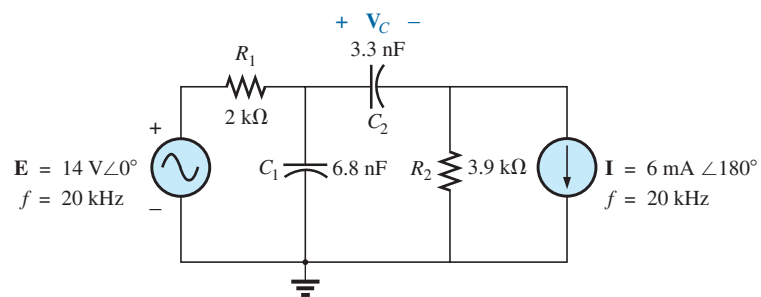 + V_C −
3.3 nF
C_2
R_1
2 kΩ
+
E = 14 V∠0°
f = 20 kHz
−
C_1
6.8 nF
R_2
3.9 kΩ
I = 6 mA ∠180°
f = 20 kHz